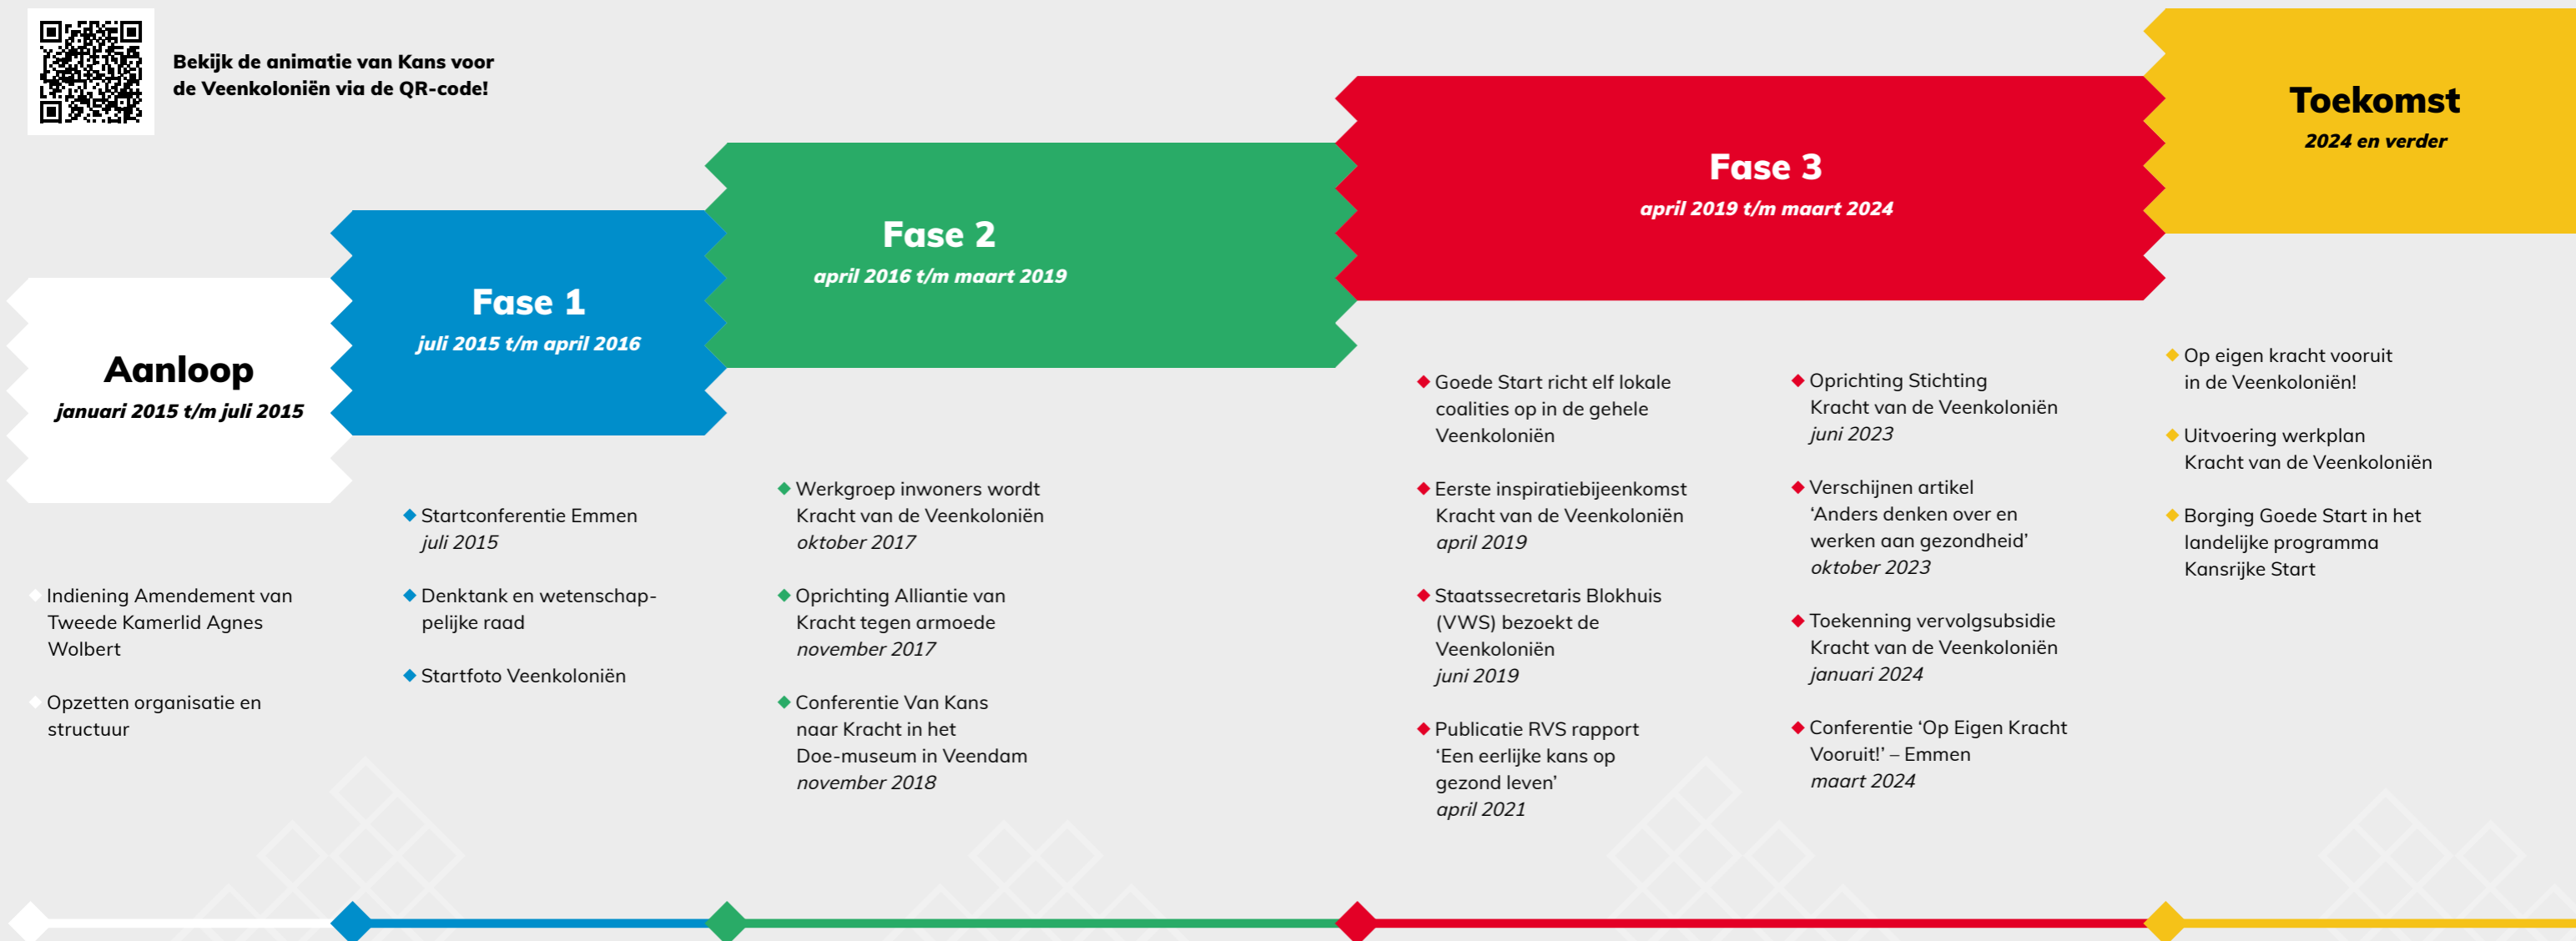 Bekijk de animatie van Kans voor
de Veenkoloniën via de QR-code!
Aanloop
januari 2015 t/m juli 2015
Indiening Amendement van
Tweede Kamerlid Agnes
Wolbert
Opzetten organisatie en
structuur
Fase 1
juli 2015 t/m april 2016
Startconferentie Emmen
juli 2015
Denktank en wetenschap-
pelijke raad
Startfoto Veenkoloniën
Fase 2
april 2016 t/m maart 2019
Werkgroep inwoners wordt
Kracht van de Veenkoloniën
oktober 2017
Oprichting Alliantie van
Kracht tegen armoede
november 2017
Conferentie Van Kans
naar Kracht in het
Doe-museum in Veendam
november 2018
Fase 3
april 2019 t/m maart 2024
Goede Start richt elf lokale
coalities op in de gehele
Veenkoloniën
Eerste inspiratiebijeenkomst
Kracht van de Veenkoloniën
april 2019
Staatssecretaris Blokhuis
(VWS) bezoekt de
Veenkoloniën
juni 2019
Publicatie RVS rapport
‘Een eerlijke kans op
gezond leven’
april 2021
Oprichting Stichting
Kracht van de Veenkoloniën
juni 2023
Verschijnen artikel
‘Anders denken over en
werken aan gezondheid’
oktober 2023
Toekenning vervolgsubsidie
Kracht van de Veenkoloniën
januari 2024
Conferentie ‘Op Eigen Kracht
Vooruit!’ – Emmen
maart 2024
Toekomst
2024 en verder
Op eigen kracht vooruit
in de Veenkoloniën!
Uitvoering werkplan
Kracht van de Veenkoloniën
Borging Goede Start in het
landelijke programma
Kansrijke Start